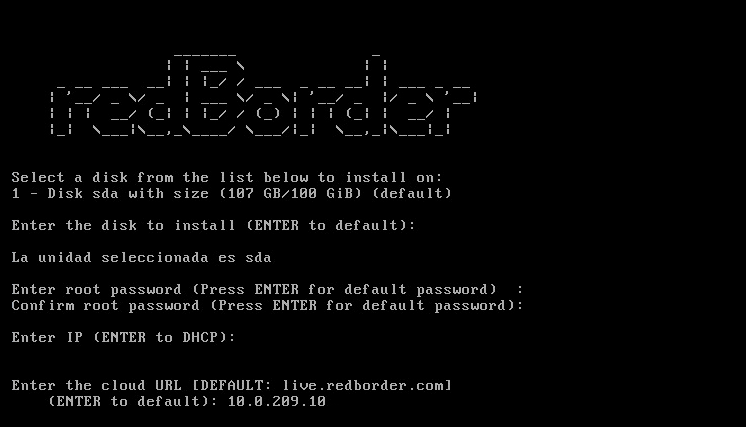 redBorder
Select a disk from the list below to install on:
1 - Disk sda with size (107 GB/100 GiB) (default)
Enter the disk to install (ENTER to default):
La unidad seleccionada es sda
Enter root password (Press ENTER for default password)  :
Confirm root password (Press ENTER for default password):
Enter IP (ENTER to DHCP):
Enter the cloud URL [DEFAULT: live.redborder.com]
(ENTER to default): 10.0.209.10